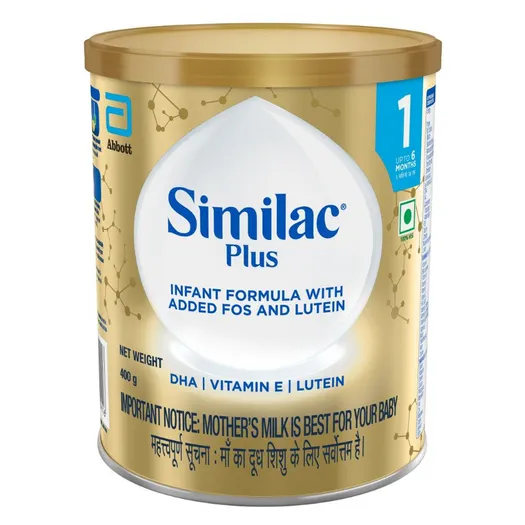 Abbott
1
UP TO 6
MONTHS
Similac®
Plus
INFANT FORMULA WITH
ADDED FOS AND LUTEIN
NET WEIGHT
400 g
DHA | VITAMIN E | LUTEIN
IMPORTANT NOTICE: MOTHER'S MILK IS BEST FOR YOUR BABY
महत्त्वपूर्ण सूचना : माँ का दूध शिशु के लिए सर्वोत्तम है।